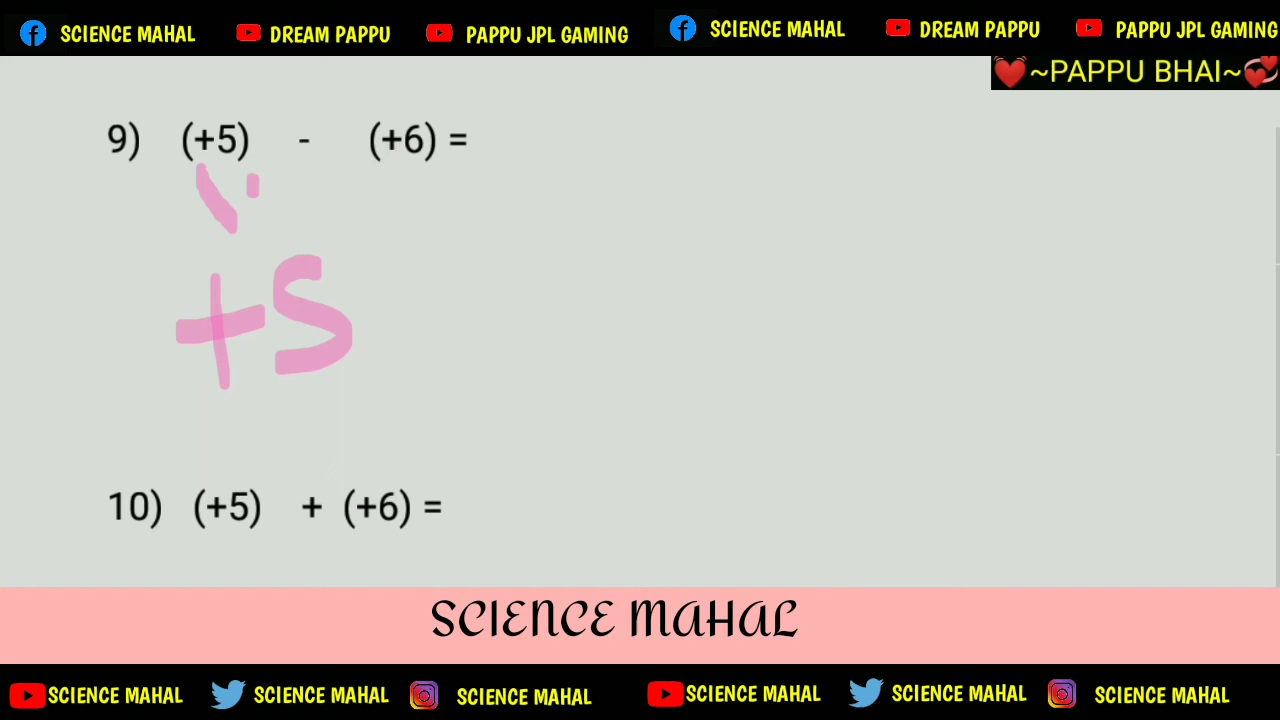 SCIENCE MAHAL DREAM PAPPU PAPPU JPL GAMING SCIENCE MAHAL DREAM PAPPU PAPPU JPL GAMING
~PAPPU BHAI~
9) (+5) - (+6) =
+5
10) (+5) + (+6) =
SCIENCE MAHAL
SCIENCE MAHAL SCIENCE MAHAL SCIENCE MAHAL SCIENCE MAHAL SCIENCE MAHAL SCIENCE MAHAL